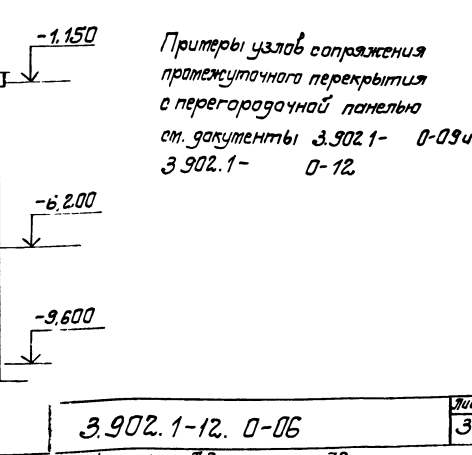 -1.150
Примеры узлов сопряжения
промежуточного перекрытия
с перегородочной панелью
см. документы 3.902.1- 0-09 и
3.902.1- 0-12
-6,200
-9,600
3.902.1-12. 0-06
3